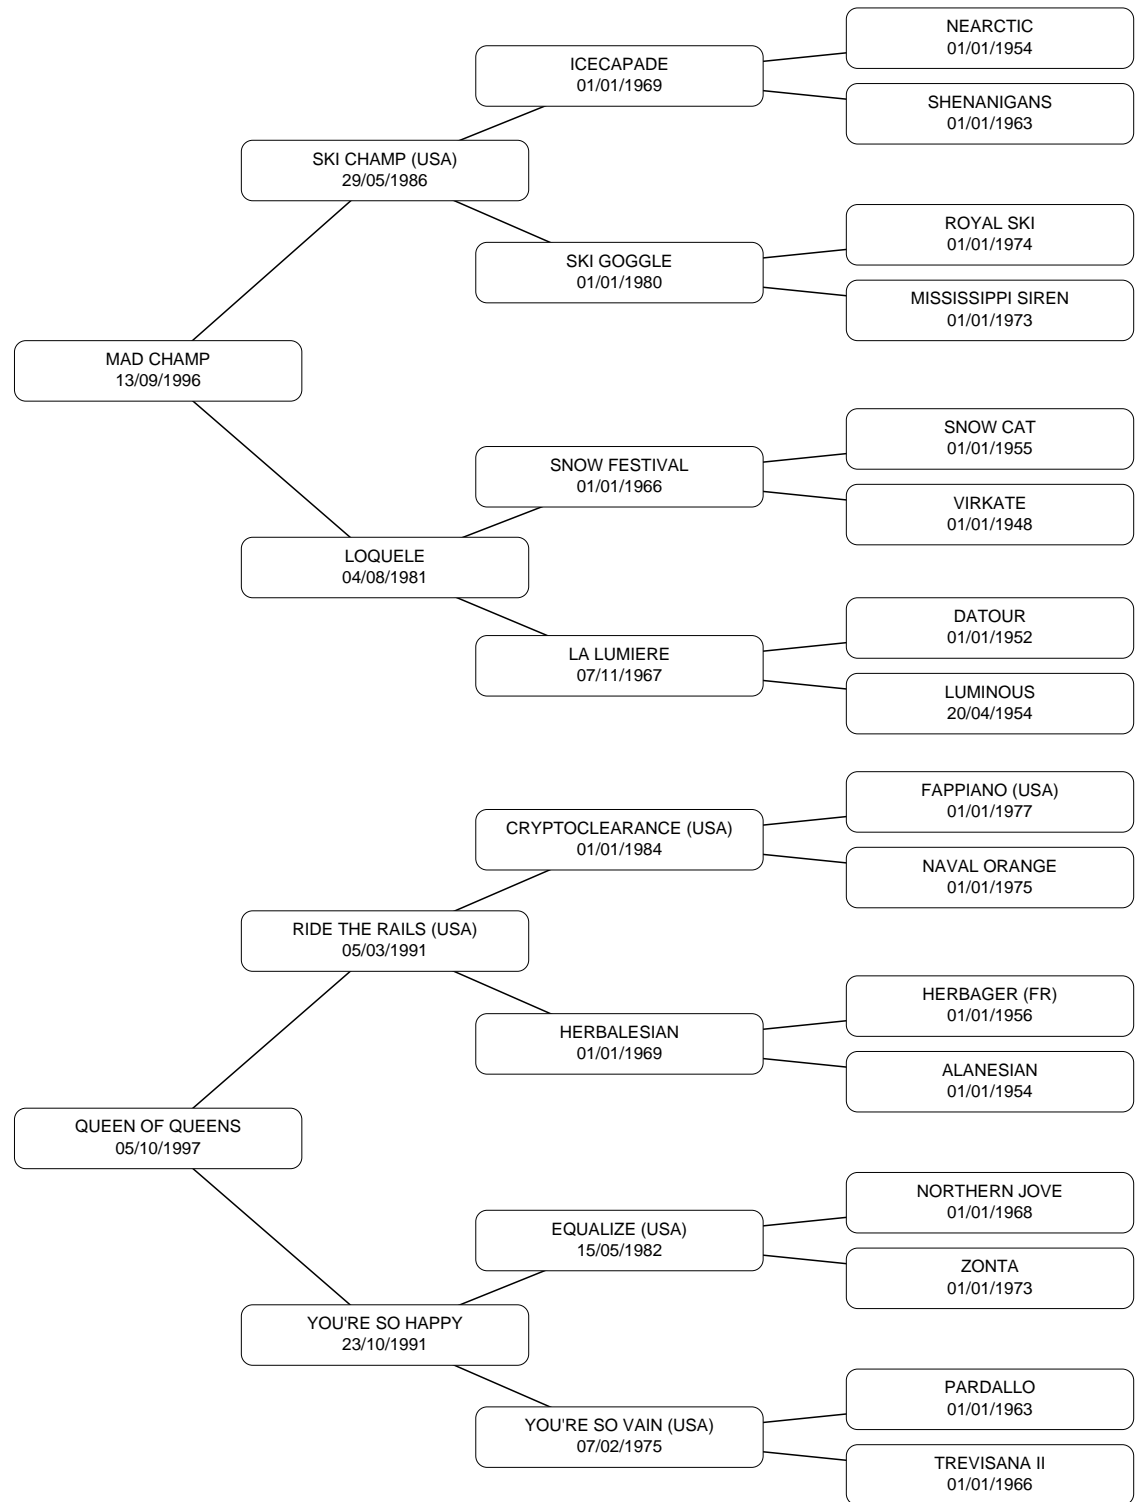 NEARCTIC
01/01/1954
ICECAPADE
01/01/1969
SHENANIGANS
01/01/1963
SKI CHAMP (USA)
29/05/1986
ROYAL SKI
01/01/1974
SKI GOGGLE
01/01/1980
MISSISSIPPI SIREN
01/01/1973
MAD CHAMP
13/09/1996
SNOW CAT
01/01/1955
SNOW FESTIVAL
01/01/1966
VIRKATE
01/01/1948
LOQUELE
04/08/1981
DATOUR
01/01/1952
LA LUMIERE
07/11/1967
LUMINOUS
20/04/1954
FAPPIANO (USA)
01/01/1977
CRYPTOCLEARANCE (USA)
01/01/1984
NAVAL ORANGE
01/01/1975
RIDE THE RAILS (USA)
05/03/1991
HERBAGER (FR)
01/01/1956
HERBALESIAN
01/01/1969
ALANESIAN
01/01/1954
QUEEN OF QUEENS
05/10/1997
NORTHERN JOVE
01/01/1968
EQUALIZE (USA)
15/05/1982
ZONTA
01/01/1973
YOU'RE SO HAPPY
23/10/1991
PARDALLO
01/01/1963
YOU'RE SO VAIN (USA)
07/02/1975
TREVISANA II
01/01/1966